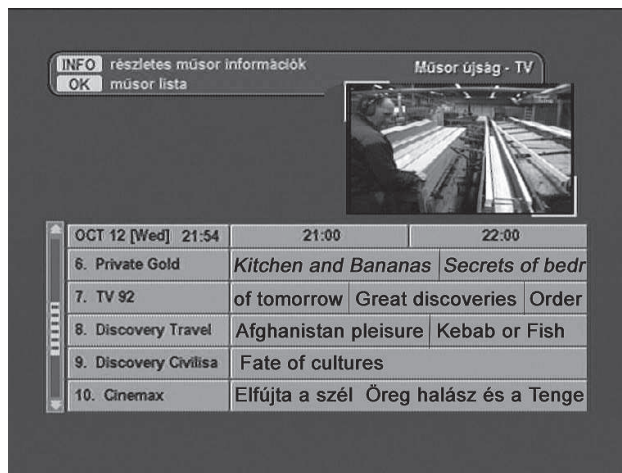 INFO részletes műsor információk Műsor újság - TV
OK műsor lista
OCT 12 [Wed] 21:54 21:00 22:00
6. Private Gold Kitchen and Bananas Secrets of bedr
7. TV 92 of tomorrow Great discoveries Order
8. Discovery Travel Afghanistan pleisure Kebab or Fish
9. Discovery Civilisa Fate of cultures
10. Cinemax Elfújta a szél Öreg halász és a Tenge